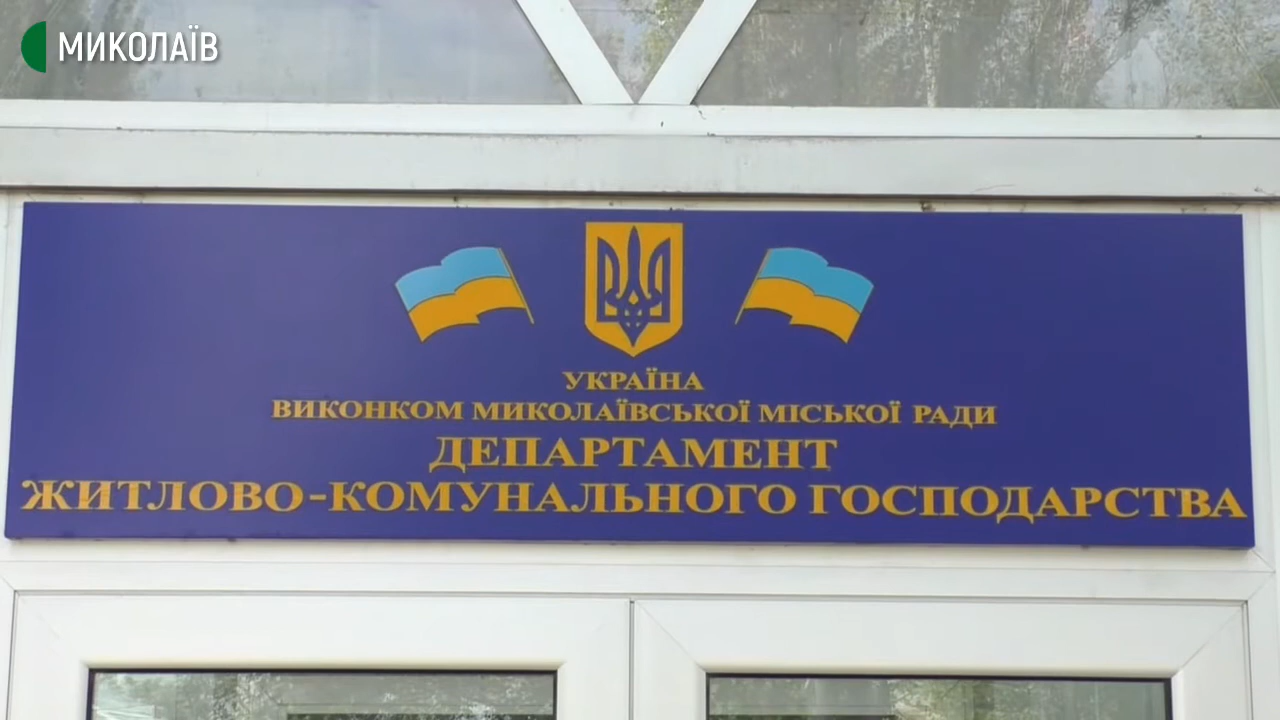 МИКОЛАЇВ
УКРАЇНА
ВИКОНКОМ МИКОЛАЇВСЬКОЇ МІСЬКОЇ РАДИ
ДЕПАРТАМЕНТ
ЖИТЛОВО-КОМУНАЛЬНОГО ГОСПОДАРСТВА